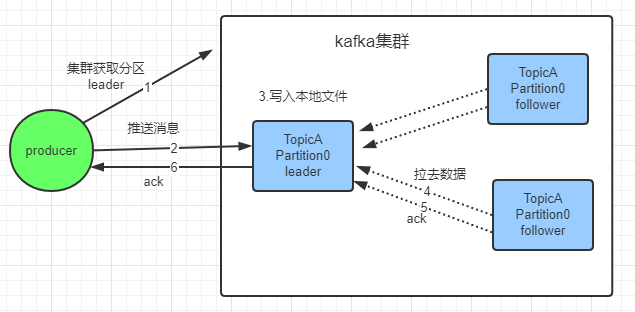 kafka集群
集群获取分区
leader
1
3.写入本地文件
TopicA
Partition0
follower
推送消息
producer
2
6
ack
TopicA
Partition0
leader
拉去数据
4
5
ack
TopicA
Partition0
follower